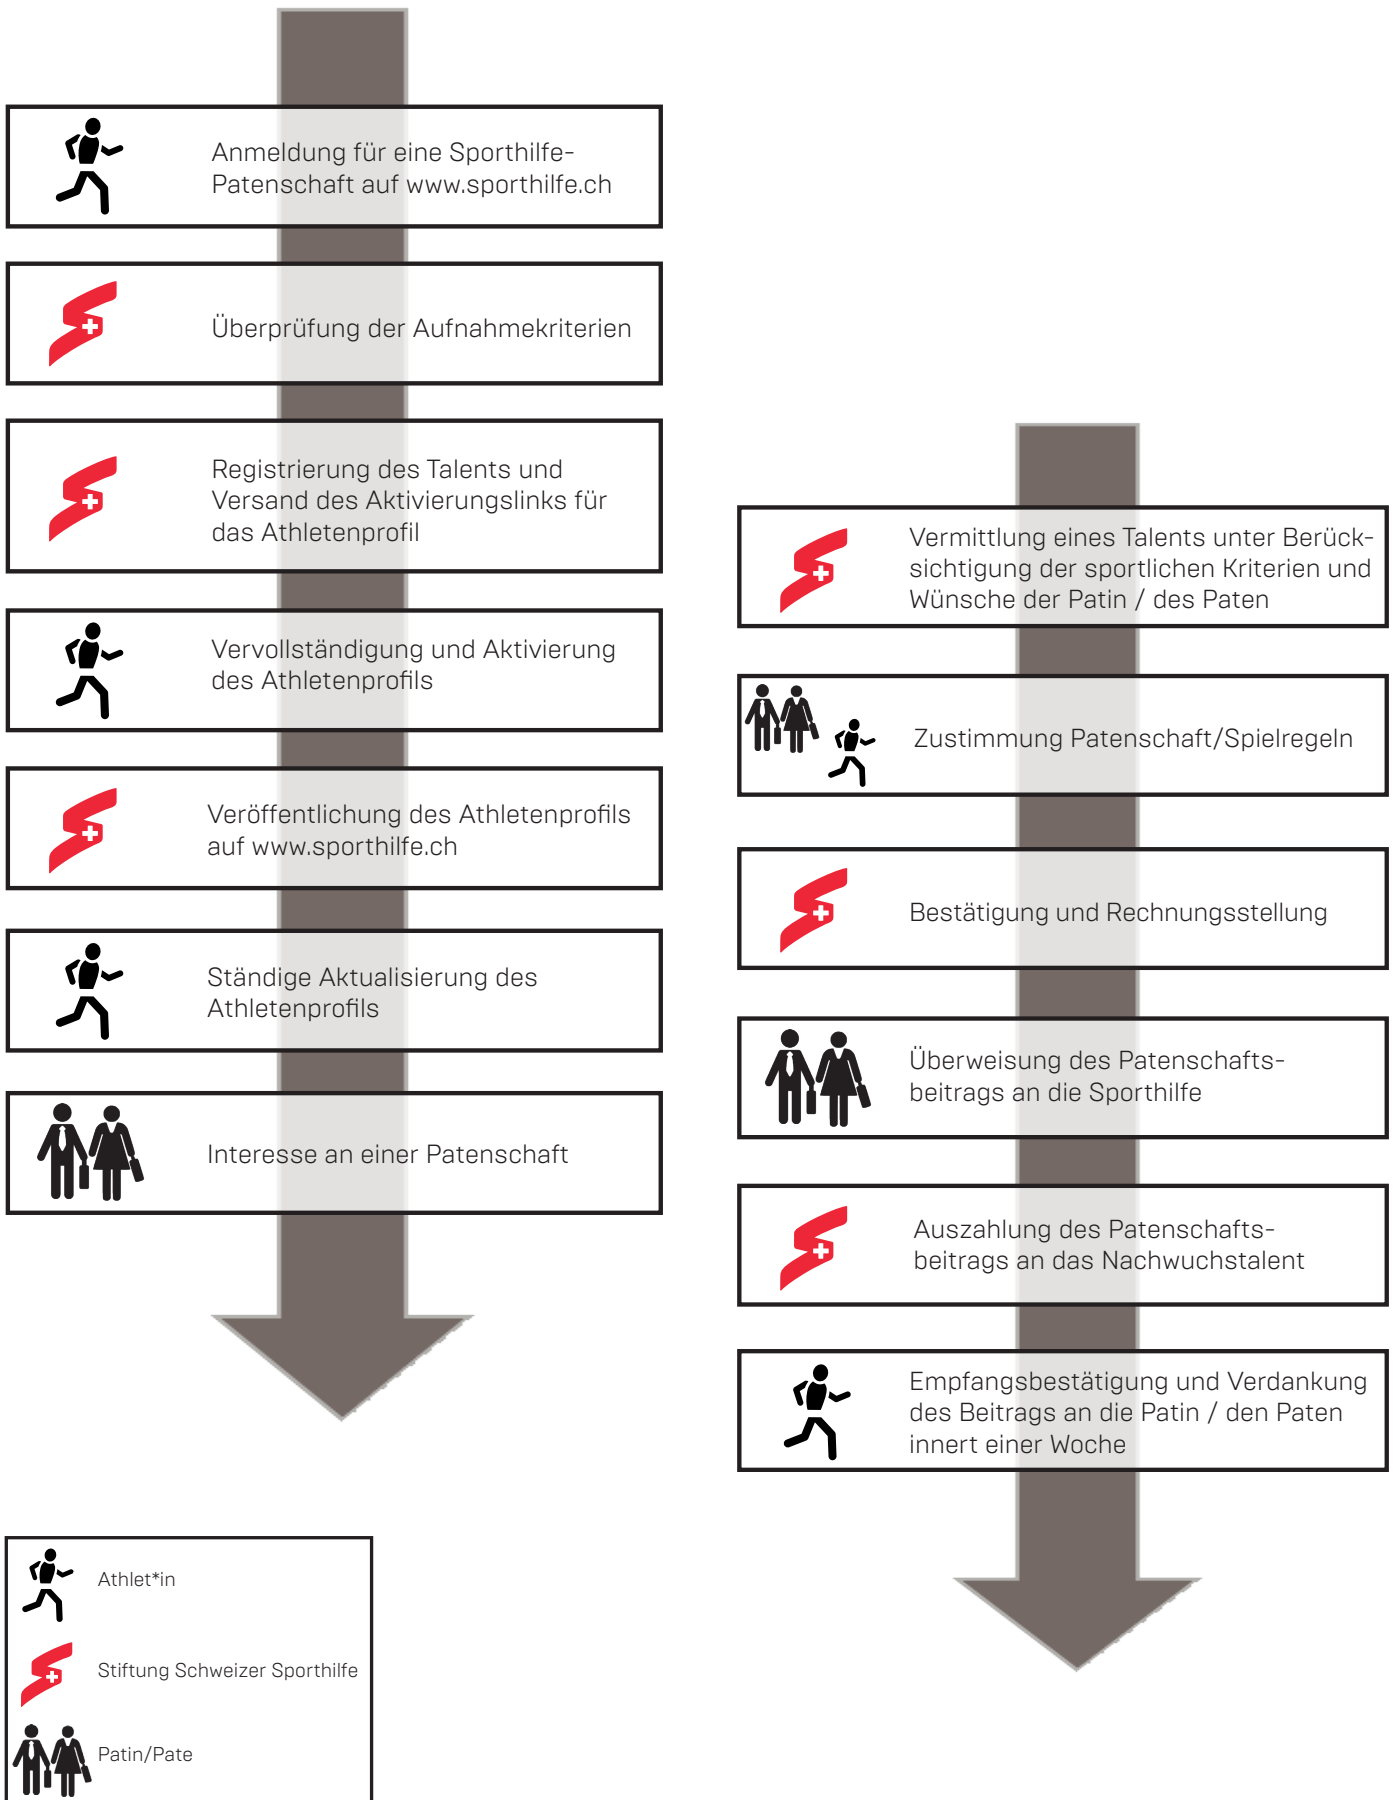 Anmeldung für eine Sporthilfe-
Patenschaft auf www.sporthilfe.ch
Überprüfung der Aufnahmekriterien
Registrierung des Talents und
Versand des Aktivierungslinks für
das Athletenprofil
Vervollständigung und Aktivierung
des Athletenprofils
Veröffentlichung des Athletenprofils
auf www.sporthilfe.ch
Ständige Aktualisierung des
Athletenprofils
Interesse an einer Patenschaft
Vermittlung eines Talents unter Berück-
sichtigung der sportlichen Kriterien und
Wünsche der Patin / des Paten
Zustimmung Patenschaft/Spielregeln
Bestätigung und Rechnungsstellung
Überweisung des Patenschafts-
beitrags an die Sporthilfe
Auszahlung des Patenschafts-
beitrags an das Nachwuchstalent
Empfangsbestätigung und Verdankung
des Beitrags an die Patin / den Paten
innert einer Woche
Athlet*in
Stiftung Schweizer Sporthilfe
Patin/Pate